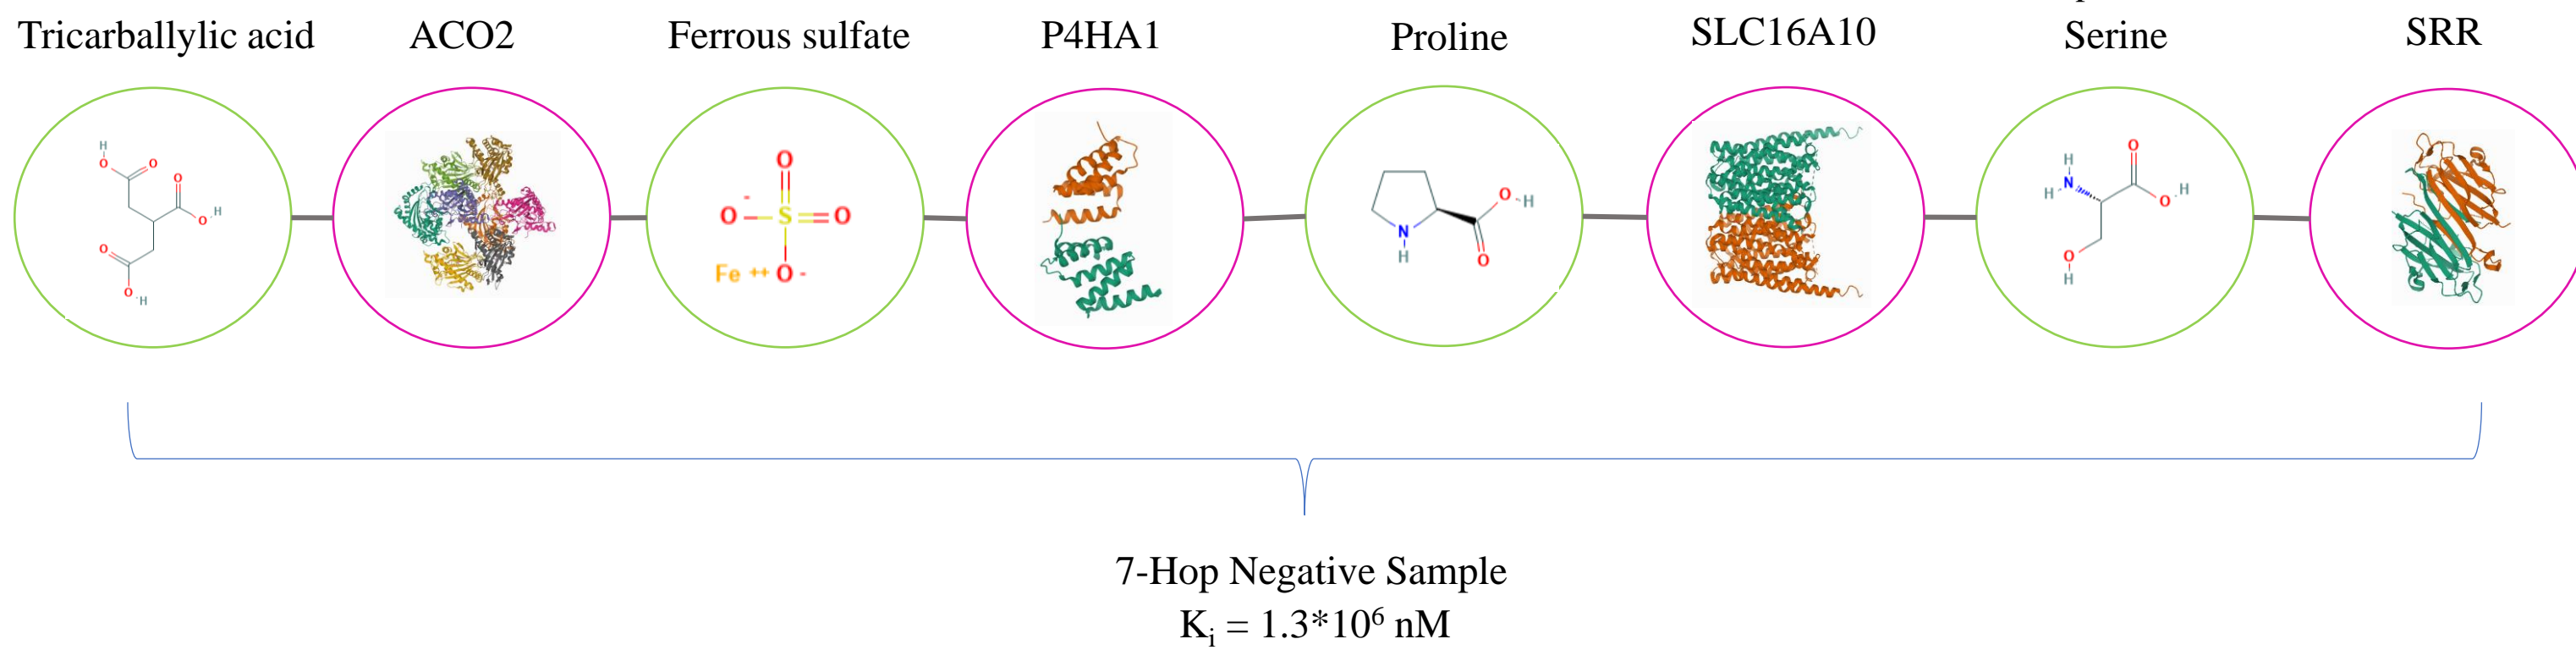 Tricarballylic acid ACO2 Ferrous sulfate P4HA1 Proline SLC16A10 Serine SRR
H
O O
O
O H
O
O H
O
- O S O
Fe ++ O -
O H
N
H
O
H
H N
O
O H
O
H
7-Hop Negative Sample
Kᵢ = 1.3*10⁶ nM